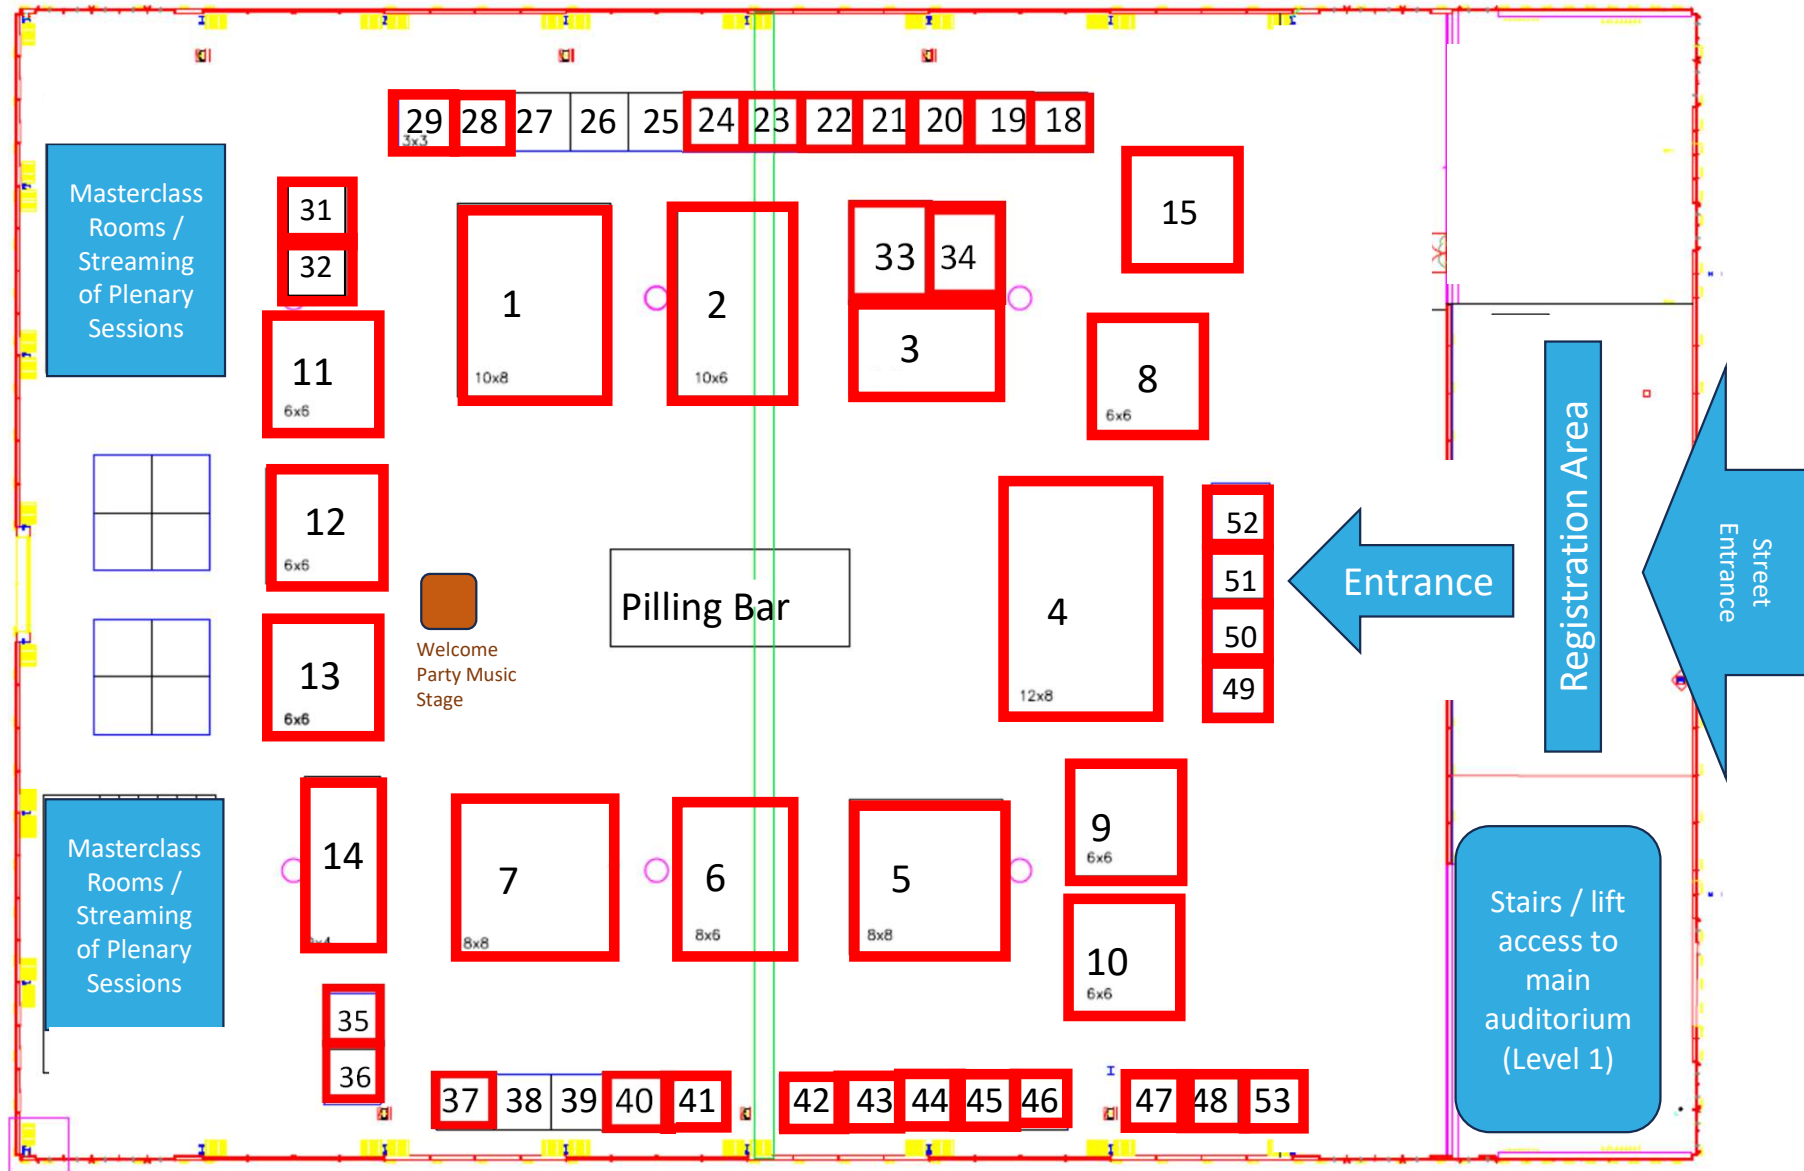 29
28
27
26
25
24
23
22
21
20
19
18
3x3
Masterclass
Rooms /
Streaming
of Plenary
Sessions
31
32
1
10x8
2
10x6
33
34
3
15
11
6x6
8
6x6
12
6x6
Welcome
Party Music
Stage
Pilling Bar
4
12x8
52
51
50
49
Entrance
Registration Area
Street
Entrance
13
6x6
Masterclass
Rooms /
Streaming
of Plenary
Sessions
14
7
8x8
6
8x6
5
8x8
9
6x6
10
6x6
Stairs / lift
access to
main
auditorium
(Level 1)
35
36
37
38
39
40
41
42
43
44
45
46
47
48
53